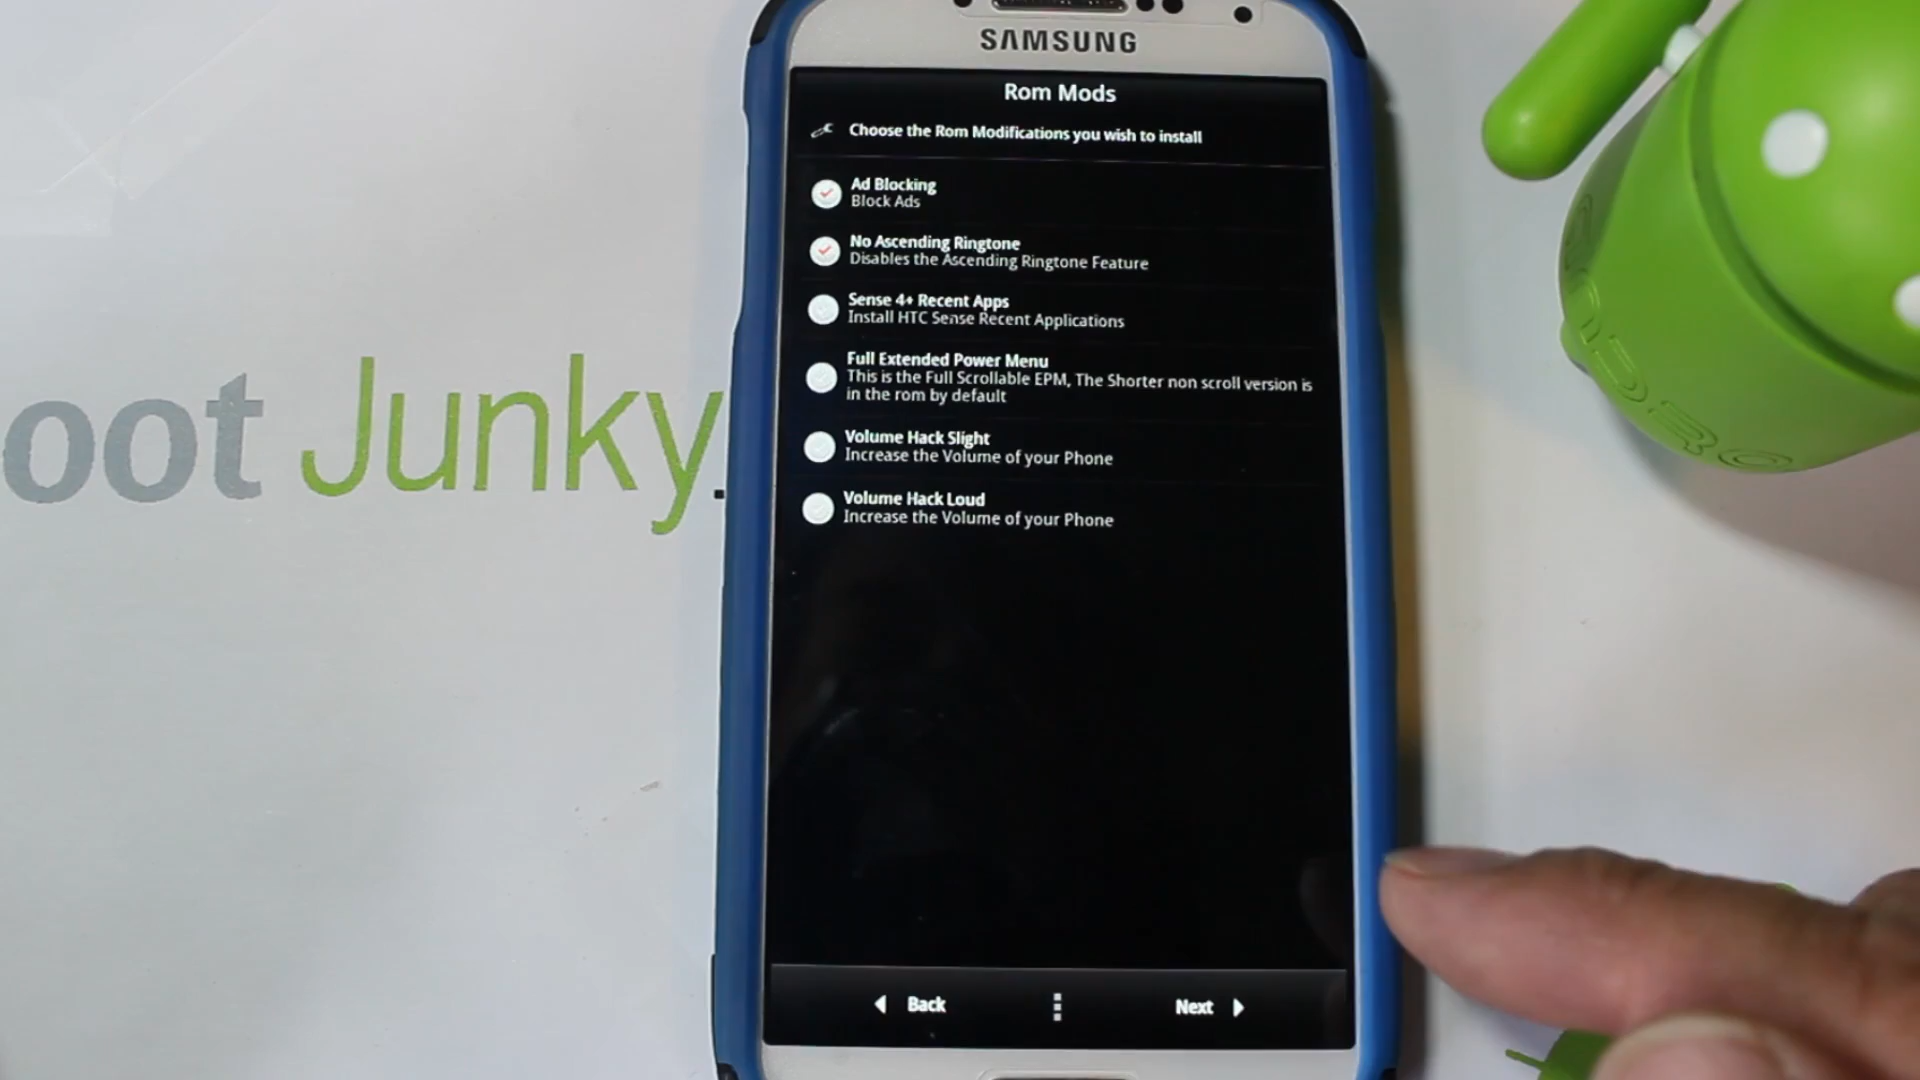 SAMSUNG
Rom Mods
Choose the Rom Modifications you wish to install
Ad Blocking
Block Ads
No Ascending Ringtone
Disables the Ascending Ringtone Feature
Sense 4+ Recent Apps
Install HTC Sense Recent Applications
Full Extended Power Menu
This is the Full Scrollable EPM, The Shorter non scroll version is
in the rom by default
Volume Hack Slight
Increase the Volume of your Phone
Volume Hack Loud
Increase the Volume of your Phone
Back
Next
oot Junky.